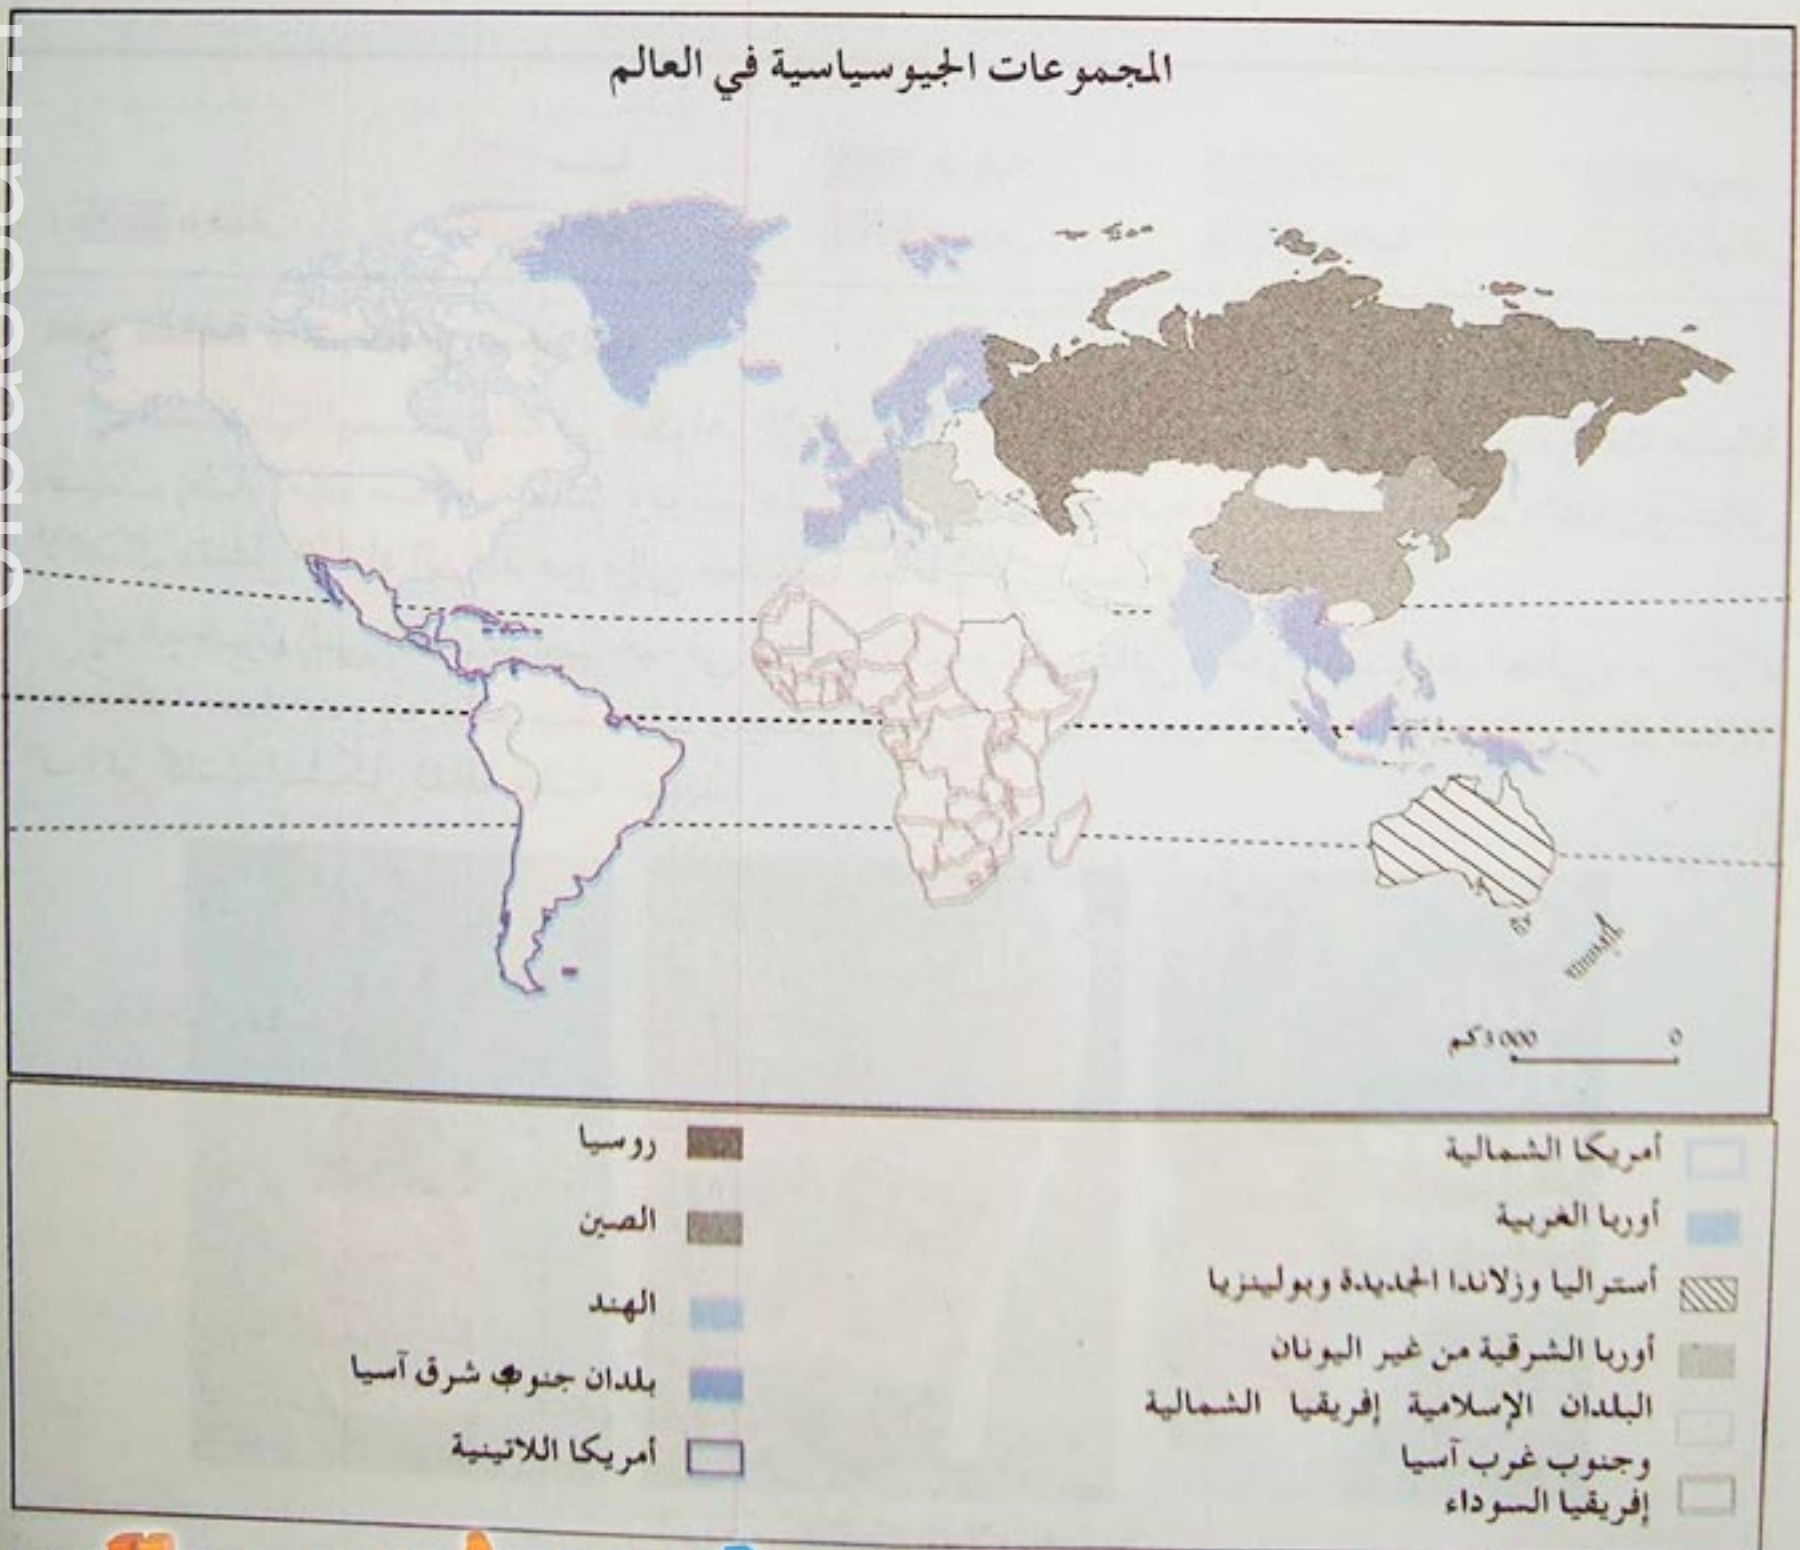 المجموعات الجيوسياسية في العالم
0
3000 كم
أمريكا الشمالية
أوربا الغربية
أستراليا وزلاندا الجديدة وبولينزيا
أوربا الشرقية من غير اليونان
البلدان الإسلامية إفريقيا الشمالية
وجنوب غرب آسيا
إفريقيا السوداء
روسيا
الصين
الهند
بلدان جنوب شرق آسيا
أمريكا اللاتينية